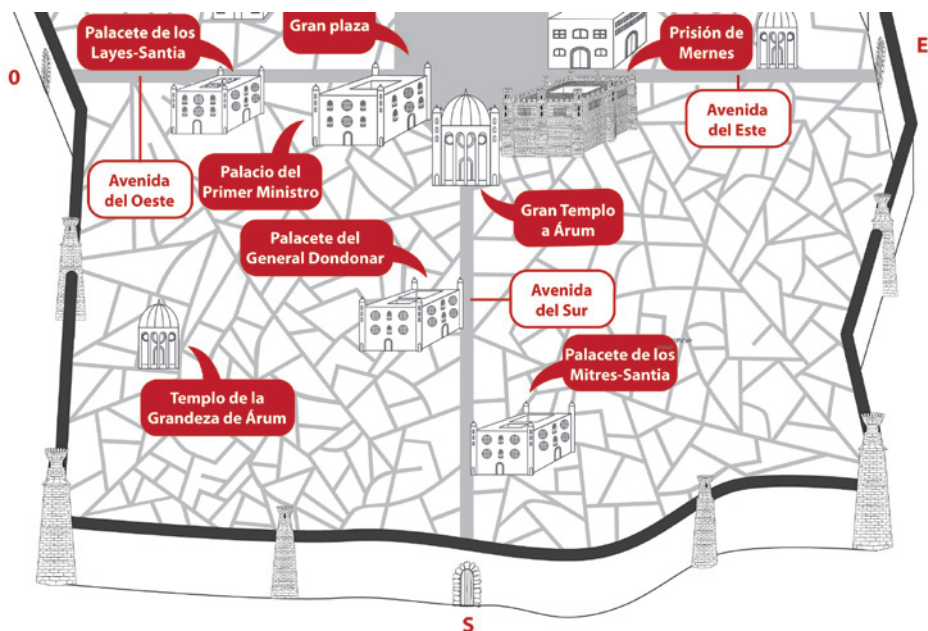 Gran plaza
Palacete de los
Layes-Santia
Prisión de
Mernes
E
O
Avenida
del Este
Avenida
del Oeste
Palacio del
Primer Ministro
Gran Templo
a Árum
Palacete del
General Dondonar
Avenida
del Sur
Palacete de los
Mitres-Santia
Templo de la
Grandeza de Árum
S